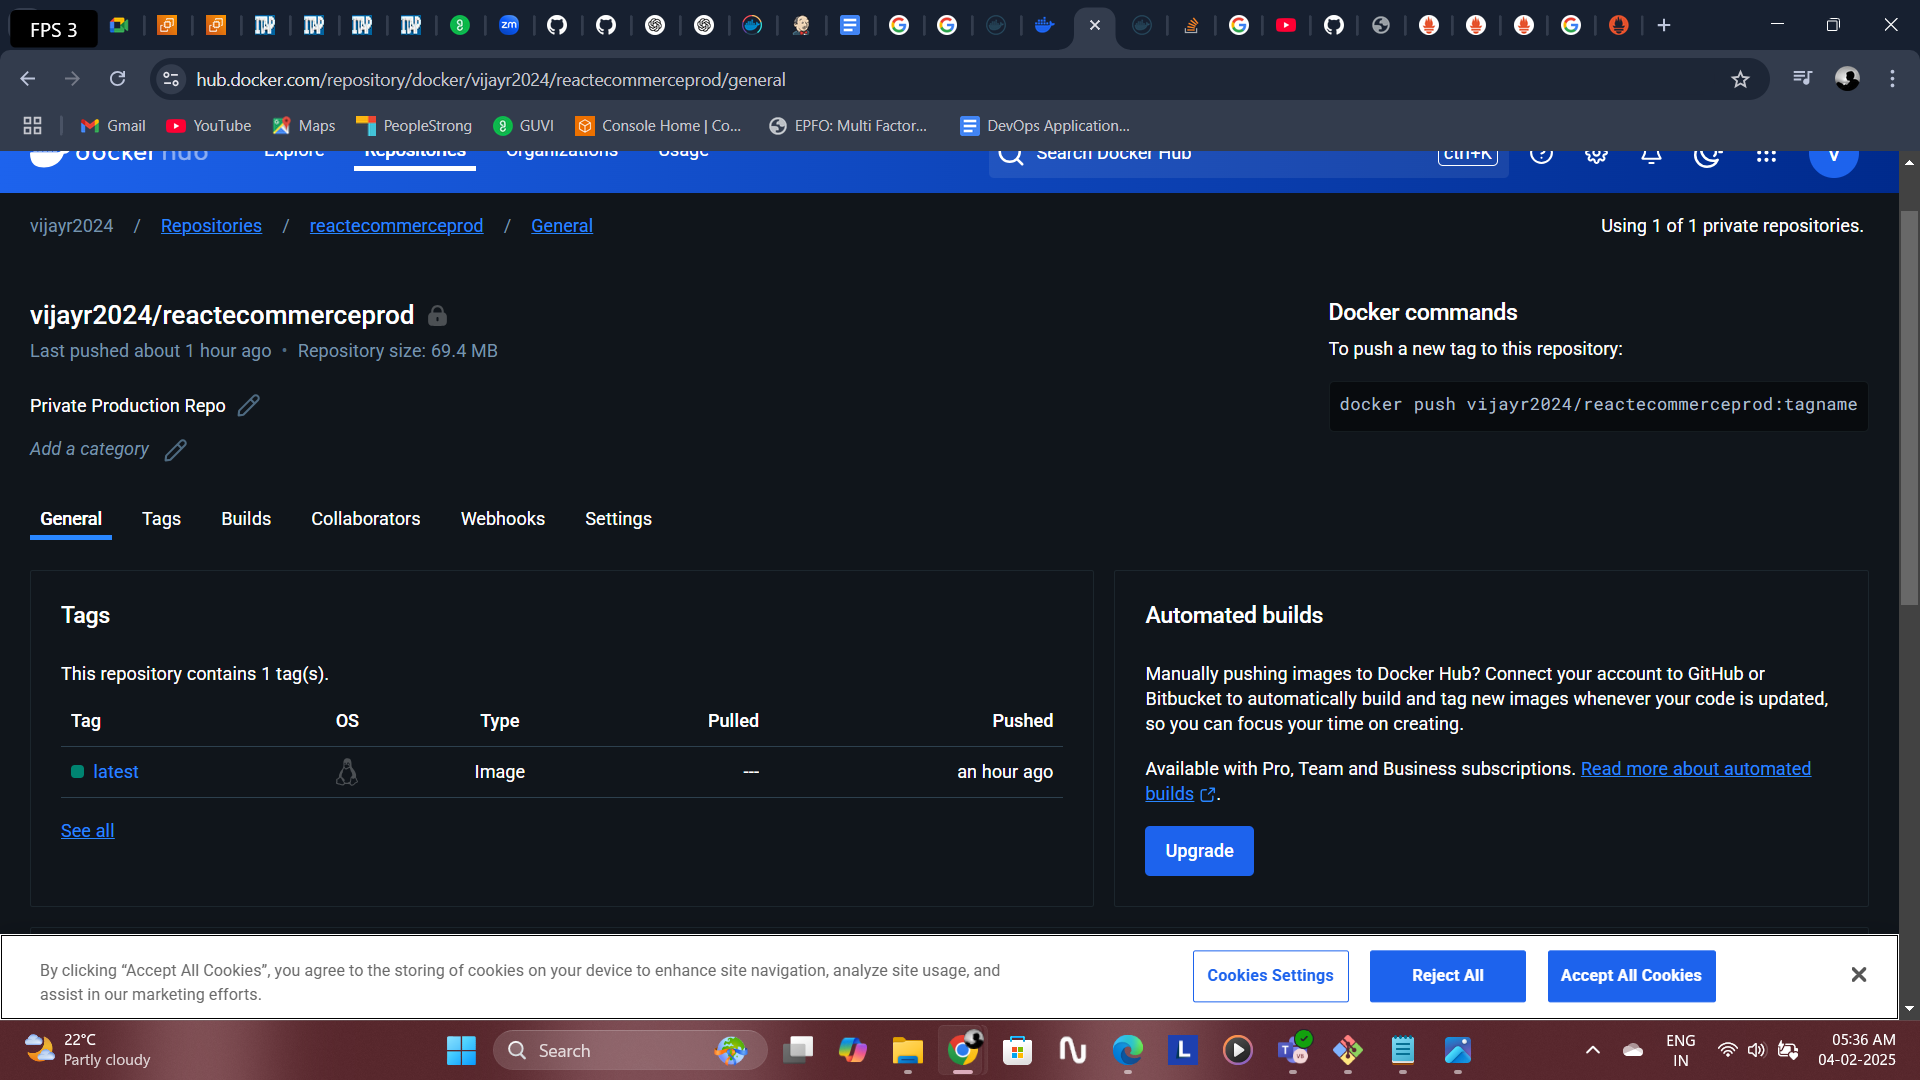 FPS 3
hub.docker.com/repository/docker/vijayr2024/reactecommerceprod/general
Gmail YouTube Maps PeopleStrong GUVI Console Home | Co... EPFO: Multi Factor... DevOps Application...
docker hub Explore Repositories Organizations Usage Search Docker Hub ctrl+K V
vijayr2024 / Repositories / reactecommerceprod / General Using 1 of 1 private repositories.
vijayr2024/reactecommerceprod
Last pushed about 1 hour ago • Repository size: 69.4 MB
Private Production Repo
Add a category
Docker commands
To push a new tag to this repository:
docker push vijayr2024/reactecommerceprod:tagname
General Tags Builds Collaborators Webhooks Settings
Tags
This repository contains 1 tag(s).
Tag OS Type Pulled Pushed
latest Image --- an hour ago
See all
Automated builds
Manually pushing images to Docker Hub? Connect your account to GitHub or
Bitbucket to automatically build and tag new images whenever your code is updated,
so you can focus your time on creating.
Available with Pro, Team and Business subscriptions. Read more about automated
builds.
Upgrade
By clicking “Accept All Cookies”, you agree to the storing of cookies on your device to enhance site navigation, analyze site usage, and
assist in our marketing efforts.
Cookies Settings Reject All Accept All Cookies
22°C
Partly cloudy
Search
ENG
IN
05:36 AM
04-02-2025